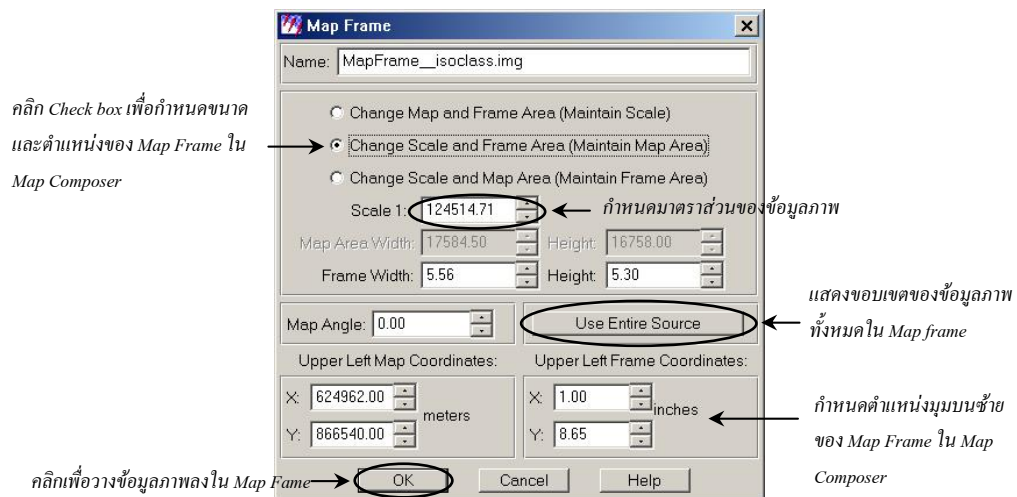 Map Frame
Name: MapFrame__isoclass.img
คลิก Check box เพื่อกำหนดขนาด
และตำแหน่งของ Map Frame ใน
Map Composer
Change Map and Frame Area (Maintain Scale)
Change Scale and Frame Area (Maintain Map Area)
Change Scale and Map Area (Maintain Frame Area)
Scale 1: 124514.71
กำหนดมาตราส่วนของข้อมูลภาพ
Map Area Width: 17584.50 Height: 16758.00
Frame Width: 5.56 Height: 5.30
แสดงขอบเขตของข้อมูลภาพ
ทั้งหมดใน Map frame
Map Angle: 0.00 Use Entire Source
Upper Left Map Coordinates: Upper Left Frame Coordinates:
X: 624962.00 meters
Y: 866540.00
X: 1.00 inches
Y: 8.65
กำหนดตำแหน่งมุมบนซ้าย
ของ Map Frame ใน Map
Composer
คลิกเพื่อวางข้อมูลภาพลงใน Map Fame
OK Cancel Help